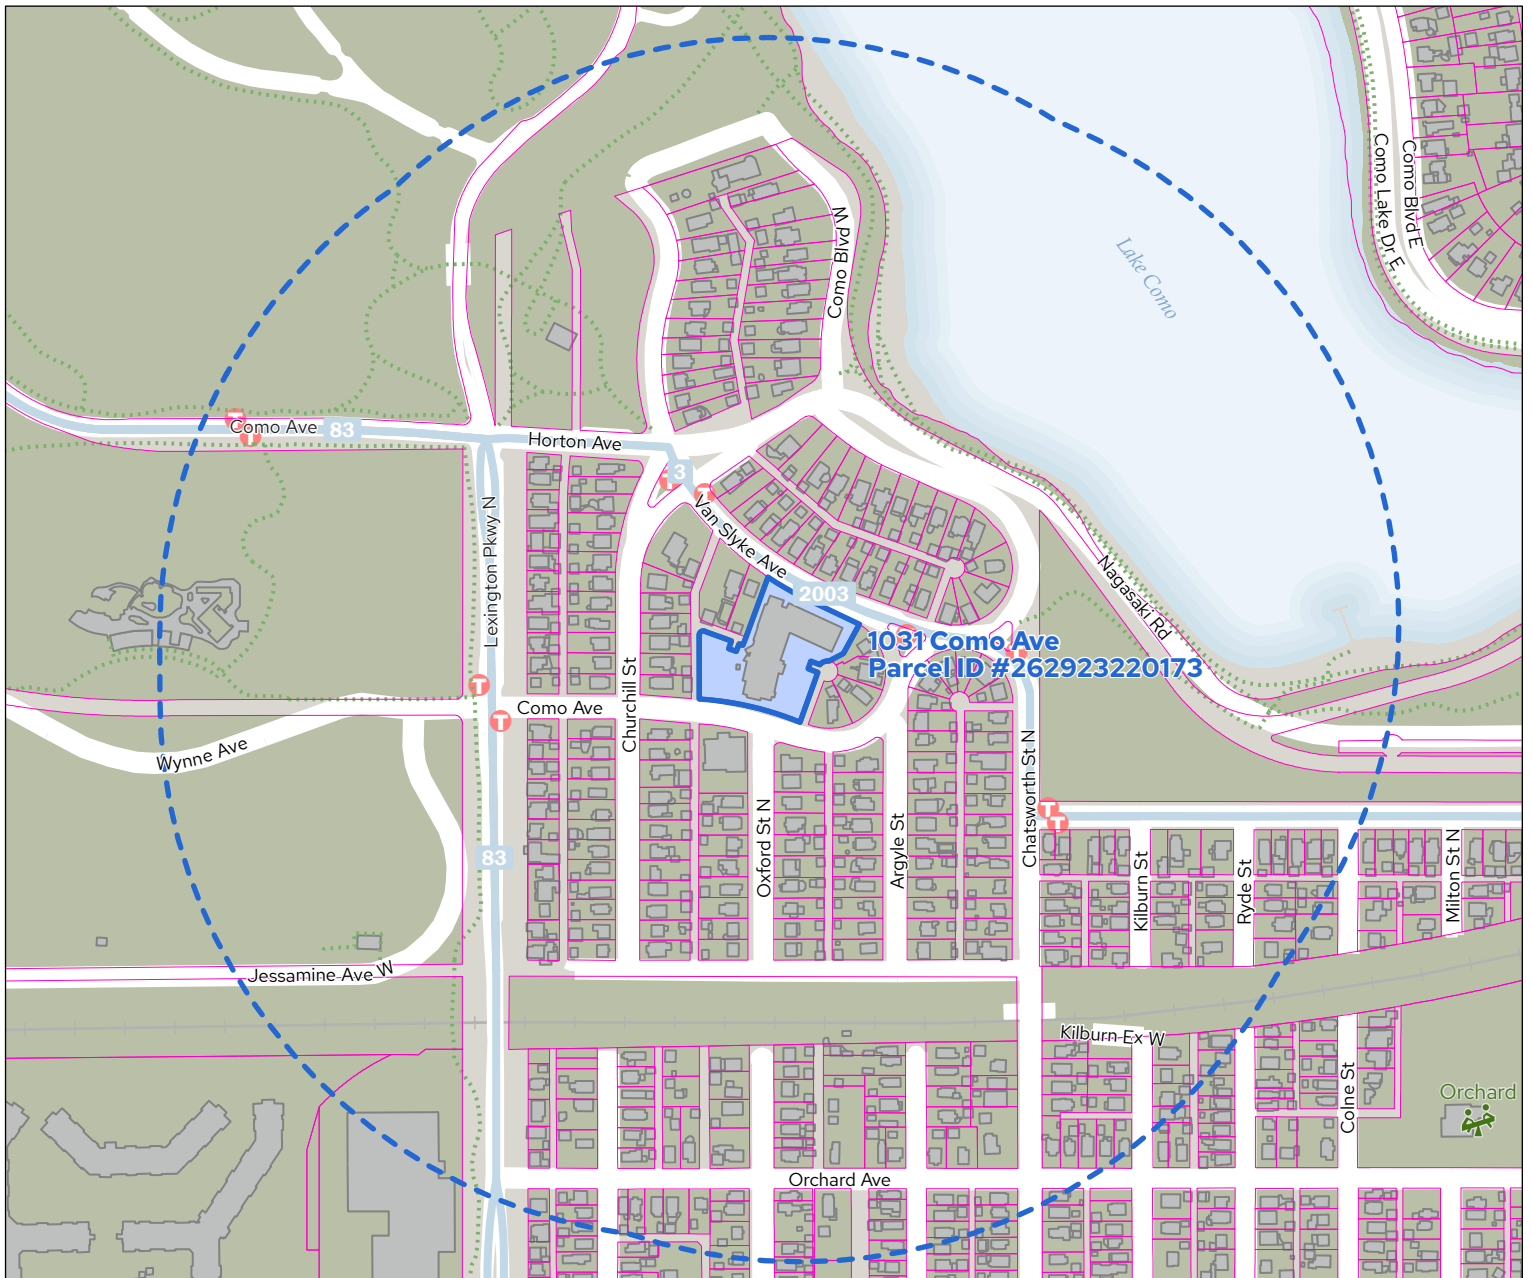 Como Blvd E
Como Lake Dr E
Como Blvd W
Lake Como
T
T
Como Ave
83
Horton Ave
3
T
T
Van Slyke Ave
Lexington Pkwy N
Nagasaki Rd
2003
1031 Como Ave
Parcel ID #262923220173
T
T
Como Ave
Churchill St
Wynne Ave
Chatsworth St N
Oxford St N
Argyle St
T
T
83
Kilburn St
Ryde St
Milton St N
Jessamine Ave W
Kilburn Ex W
Colne St
Orchard
Orchard Ave